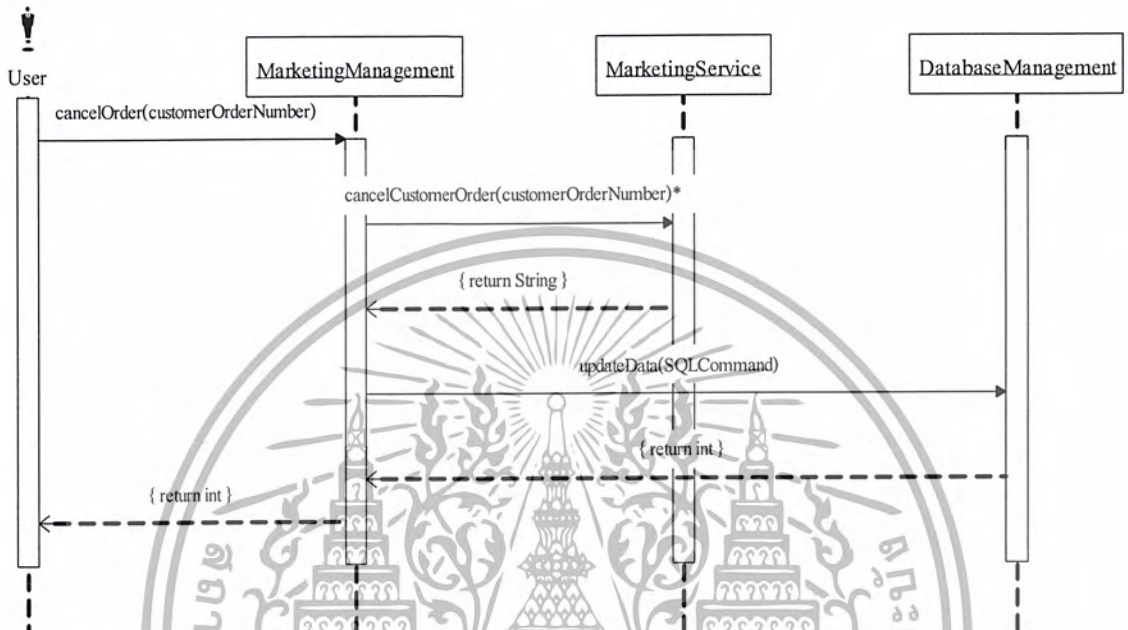 User
MarketingManagement
MarketingService
DatabaseManagement
cancelOrder(customerOrderNumber)
cancelCustomerOrder(customerOrderNumber)*
{ return String }
updateData(SQLCommand)
{ return int }
{ return int }